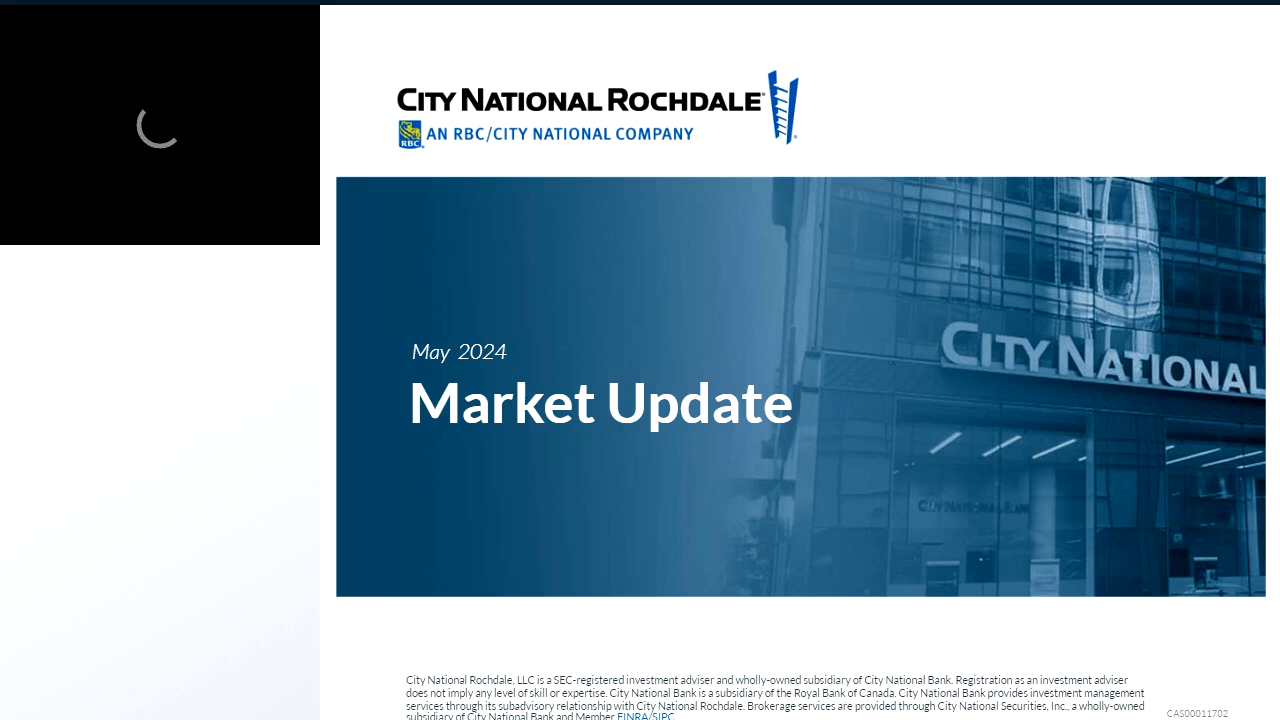 CITY NATIONAL ROCHDALE
RBC
AN RBC/CITY NATIONAL COMPANY
CITY NATIONAL
CITY NATIONAL BANK
May 2024
Market Update
City National Rochdale, LLC is a SEC-registered investment adviser and wholly-owned subsidiary of City National Bank. Registration as an investment adviser
does not imply any level of skill or expertise. City National Bank is a subsidiary of the Royal Bank of Canada. City National Bank provides investment management
services through its subadvisory relationship with City National Rochdale. Brokerage services are provided through City National Securities, Inc., a wholly-owned
subsidiary of City National Bank and Member FINRA/SIPC.
CAS00011702